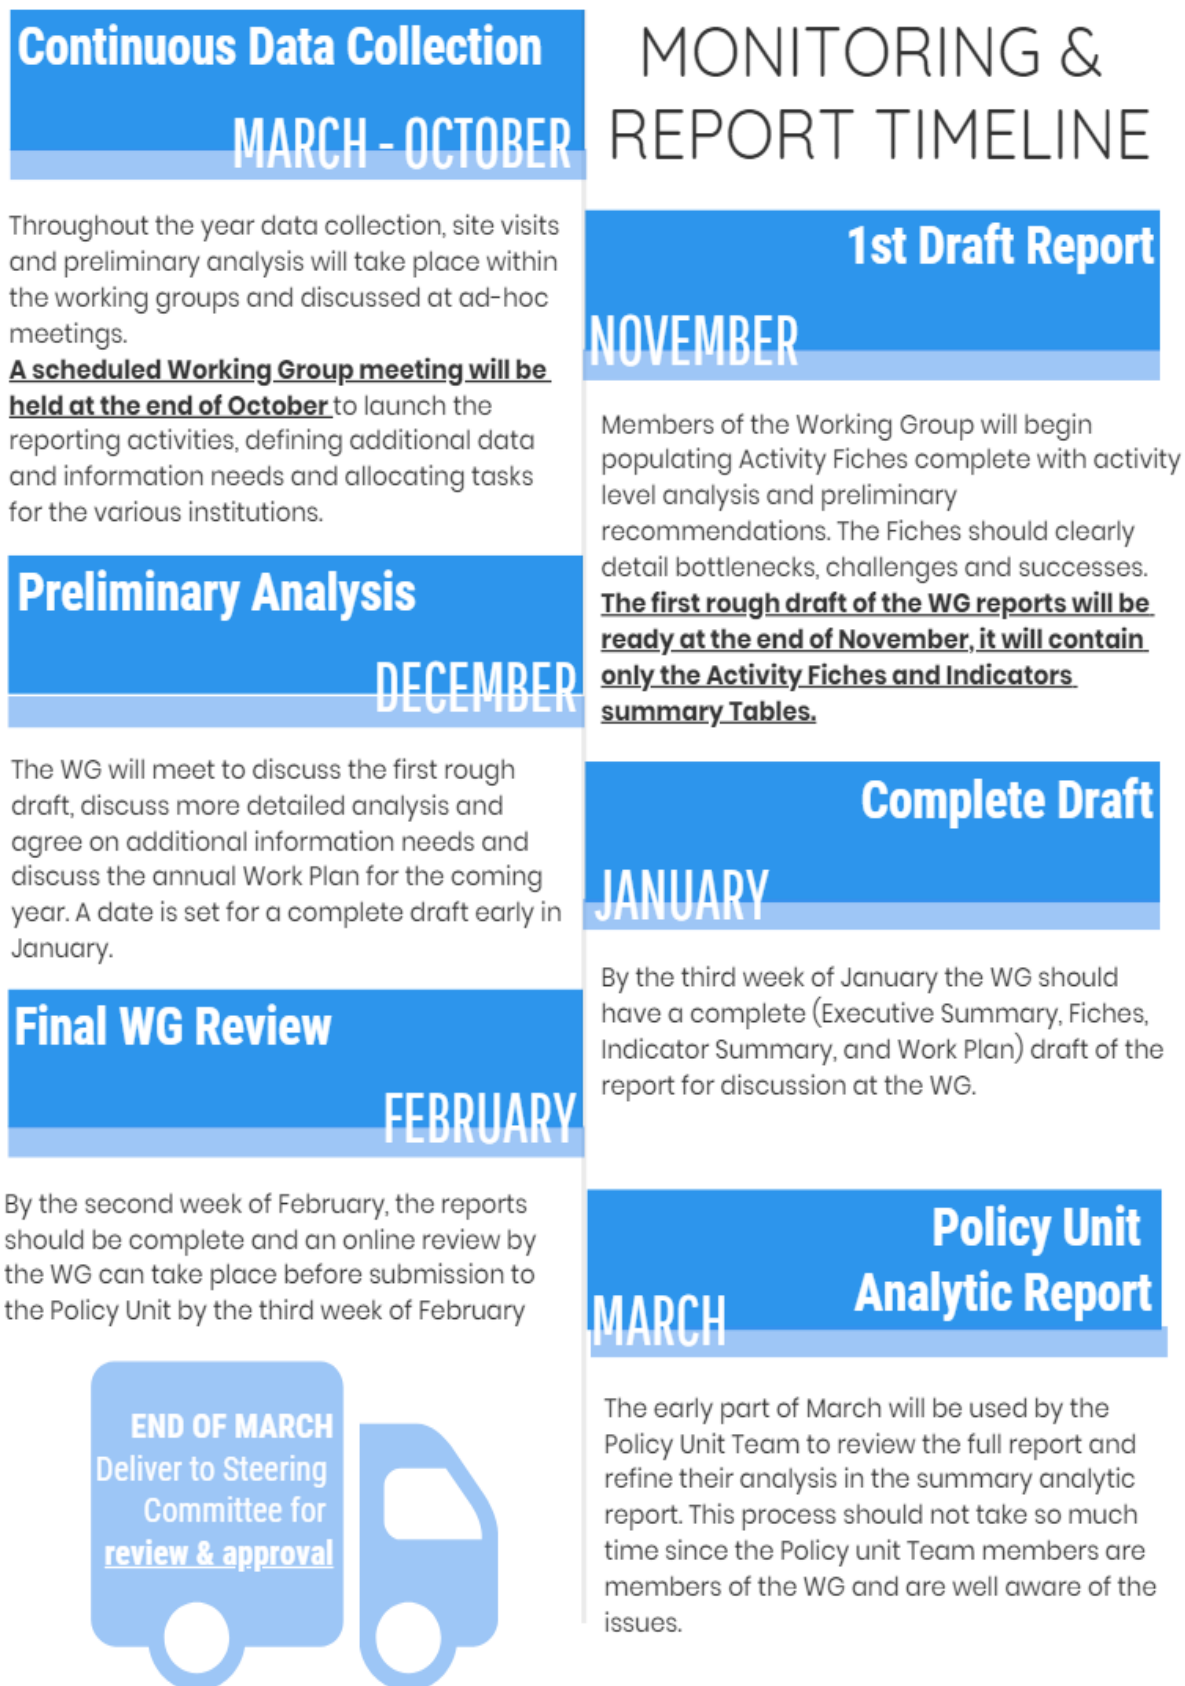 MONITORING &
REPORT TIMELINE
Continuous Data Collection
MARCH - OCTOBER
Throughout the year data collection, site visits
and preliminary analysis will take place within
the working groups and discussed at ad-hoc
meetings.
A scheduled Working Group meeting will be
held at the end of October to launch the
reporting activities, defining additional data
and information needs and allocating tasks
for the various institutions.
1st Draft Report
NOVEMBER
Members of the Working Group will begin
populating Activity Fiches complete with activity
level analysis and preliminary
recommendations. The Fiches should clearly
detail bottlenecks, challenges and successes.
The first rough draft of the WG reports will be
ready at the end of November, it will contain
only the Activity Fiches and Indicators
summary Tables.
Preliminary Analysis
DECEMBER
The WG will meet to discuss the first rough
draft, discuss more detailed analysis and
agree on additional information needs and
discuss the annual Work Plan for the coming
year. A date is set for a complete draft early in
January.
Complete Draft
JANUARY
By the third week of January the WG should
have a complete (Executive Summary, Fiches,
Indicator Summary, and Work Plan) draft of the
report for discussion at the WG.
Final WG Review
FEBRUARY
By the second week of February, the reports
should be complete and an online review by
the WG can take place before submission to
the Policy Unit by the third week of February
Policy Unit
Analytic Report
MARCH
The early part of March will be used by the
Policy Unit Team to review the full report and
refine their analysis in the summary analytic
report. This process should not take so much
time since the Policy unit Team members are
members of the WG and are well aware of the
issues.
END OF MARCH
Deliver to Steering
Committee for
review & approval